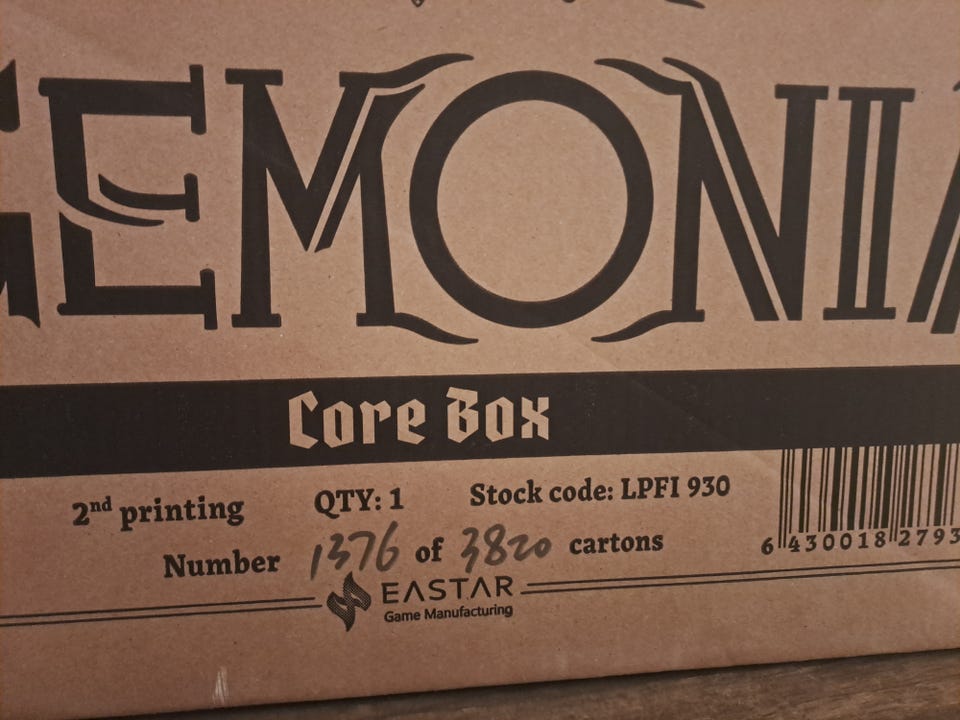 GEMONIA
Core Box
2nd printing QTY: 1 Stock code: LPFI 930
Number 1376 of 3820 cartons
6 430018 2793
EASTAR
Game Manufacturing